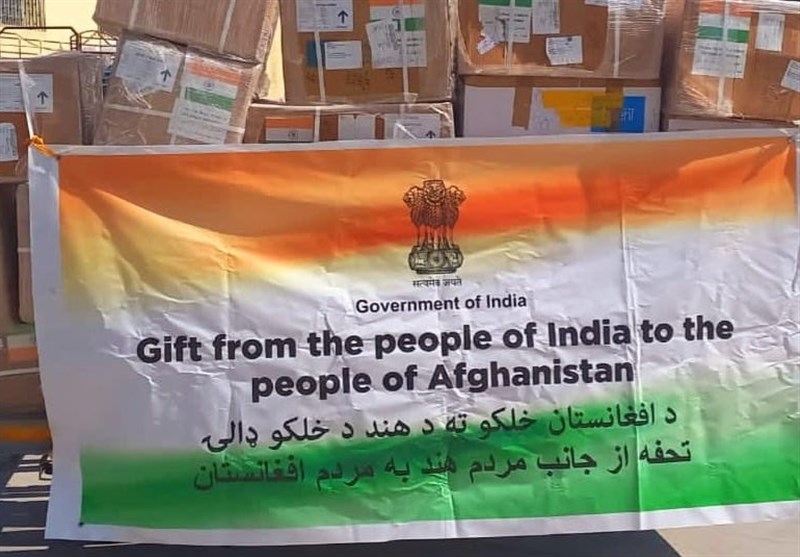 सत्यमेव जयते
Government of India
Gift from the people of India to the
people of Afghanistan
د افغانستان خلکو ته د هند د خلکو ډالۍ
تحفه از جانب مردم هند به مردم افغانستان